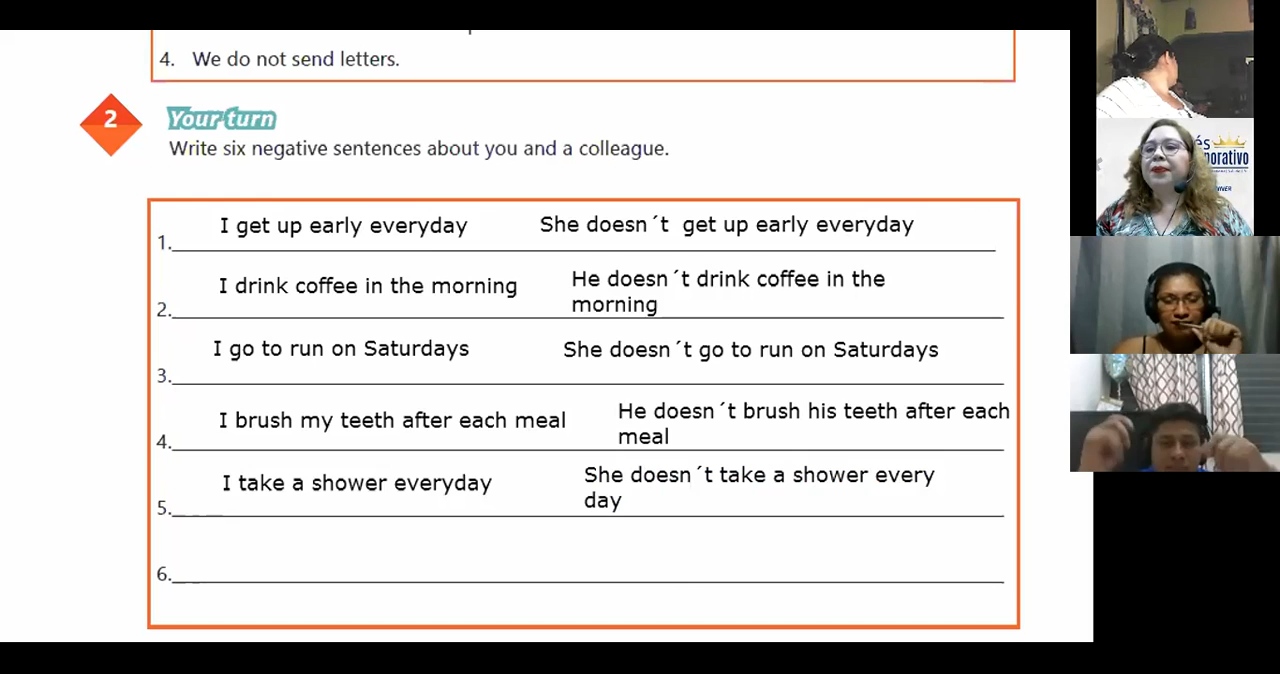 4. We do not send letters.
2
Your turn
Write six negative sentences about you and a colleague.
1. I get up early everyday She doesn´t get up early everyday
2. I drink coffee in the morning He doesn´t drink coffee in the
morning
3. I go to run on Saturdays She doesn´t go to run on Saturdays
4. I brush my teeth after each meal He doesn´t brush his teeth after each
meal
5. I take a shower everyday She doesn´t take a shower every
day
6.